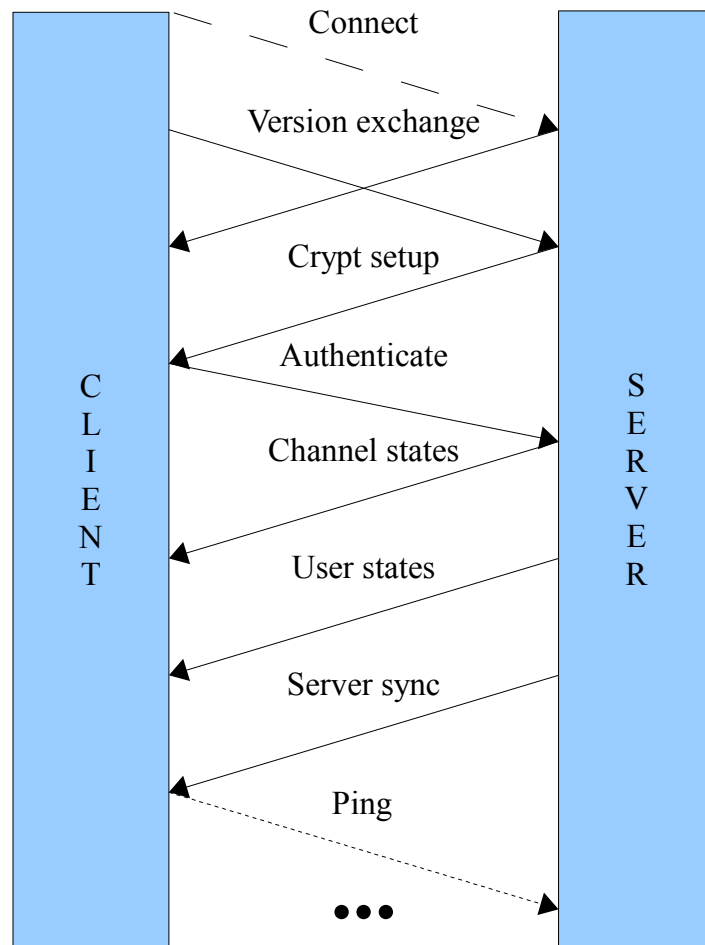 Connect
Version exchange
Crypt setup
Authenticate
Channel states
User states
Server sync
Ping
CLIENT
SERVER